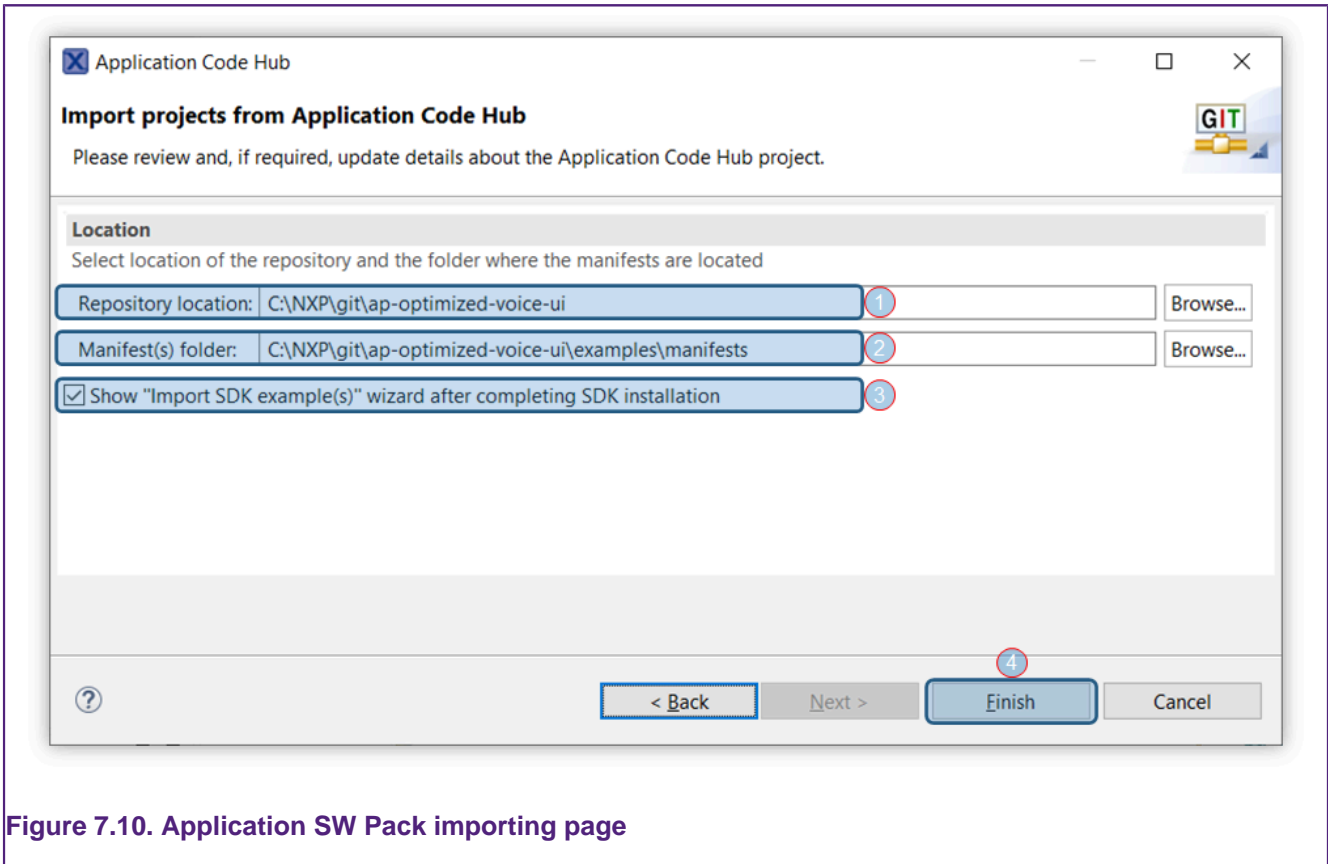 Application Code Hub
Import projects from Application Code Hub
GIT
Please review and, if required, update details about the Application Code Hub project.
Location
Select location of the repository and the folder where the manifests are located
Repository location: C:\NXP\git\ap-optimized-voice-ui 1 Browse...
Manifest(s) folder: C:\NXP\git\ap-optimized-voice-ui\examples\manifests 2 Browse...
Show "Import SDK example(s)" wizard after completing SDK installation 3
4
? < Back Next > Finish Cancel
Figure 7.10. Application SW Pack importing page